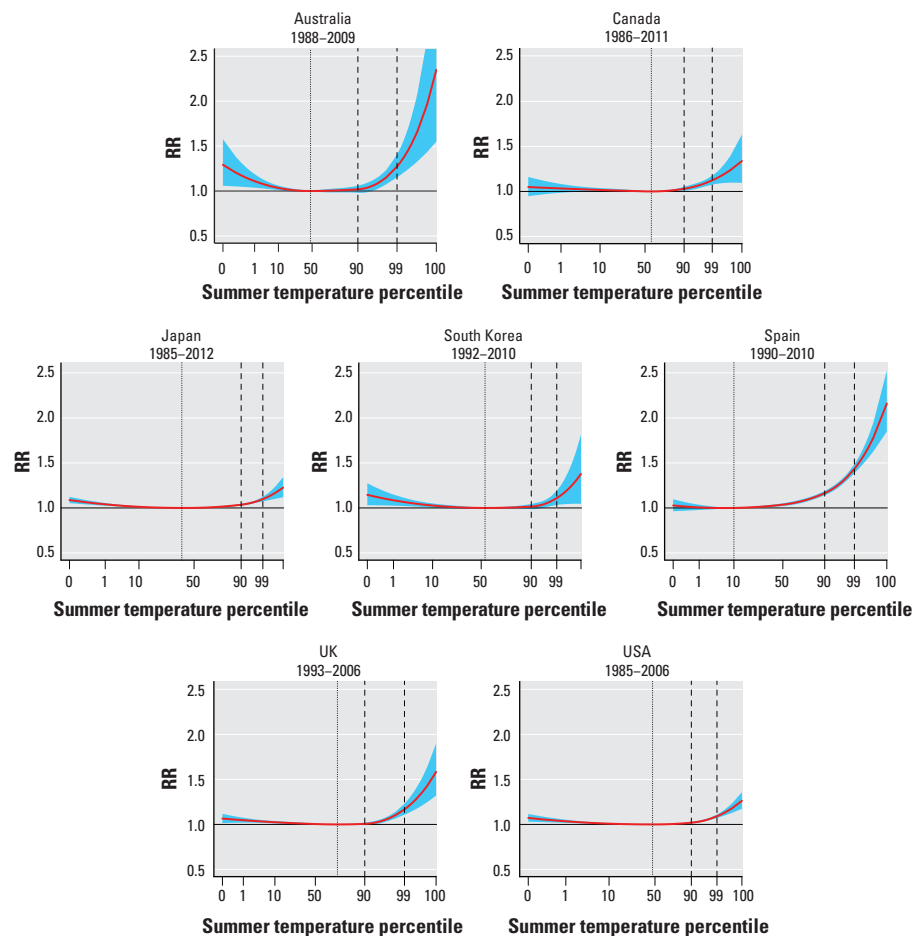 Australia
1988–2009
2.5
2.0
1.5
1.0
0.5
RR
0 1 10 50 90 99 100
Summer temperature percentile
Canada
1986–2011
2.5
2.0
1.5
1.0
0.5
RR
0 1 10 50 90 99 100
Summer temperature percentile
Japan
1985–2012
2.5
2.0
1.5
1.0
0.5
RR
0 1 10 50 90 99
Summer temperature percentile
South Korea
1992–2010
2.5
2.0
1.5
1.0
0.5
RR
0 1 10 50 90 99
Summer temperature percentile
Spain
1990–2010
2.5
2.0
1.5
1.0
0.5
RR
0 1 10 90 99 100
Summer temperature percentile
UK
1993–2006
2.5
2.0
1.5
1.0
0.5
RR
0 1 10 50 90 99 100
Summer temperature percentile
USA
1985–2006
2.5
2.0
1.5
1.0
0.5
RR
0 1 10 50 90 99 100
Summer temperature percentile